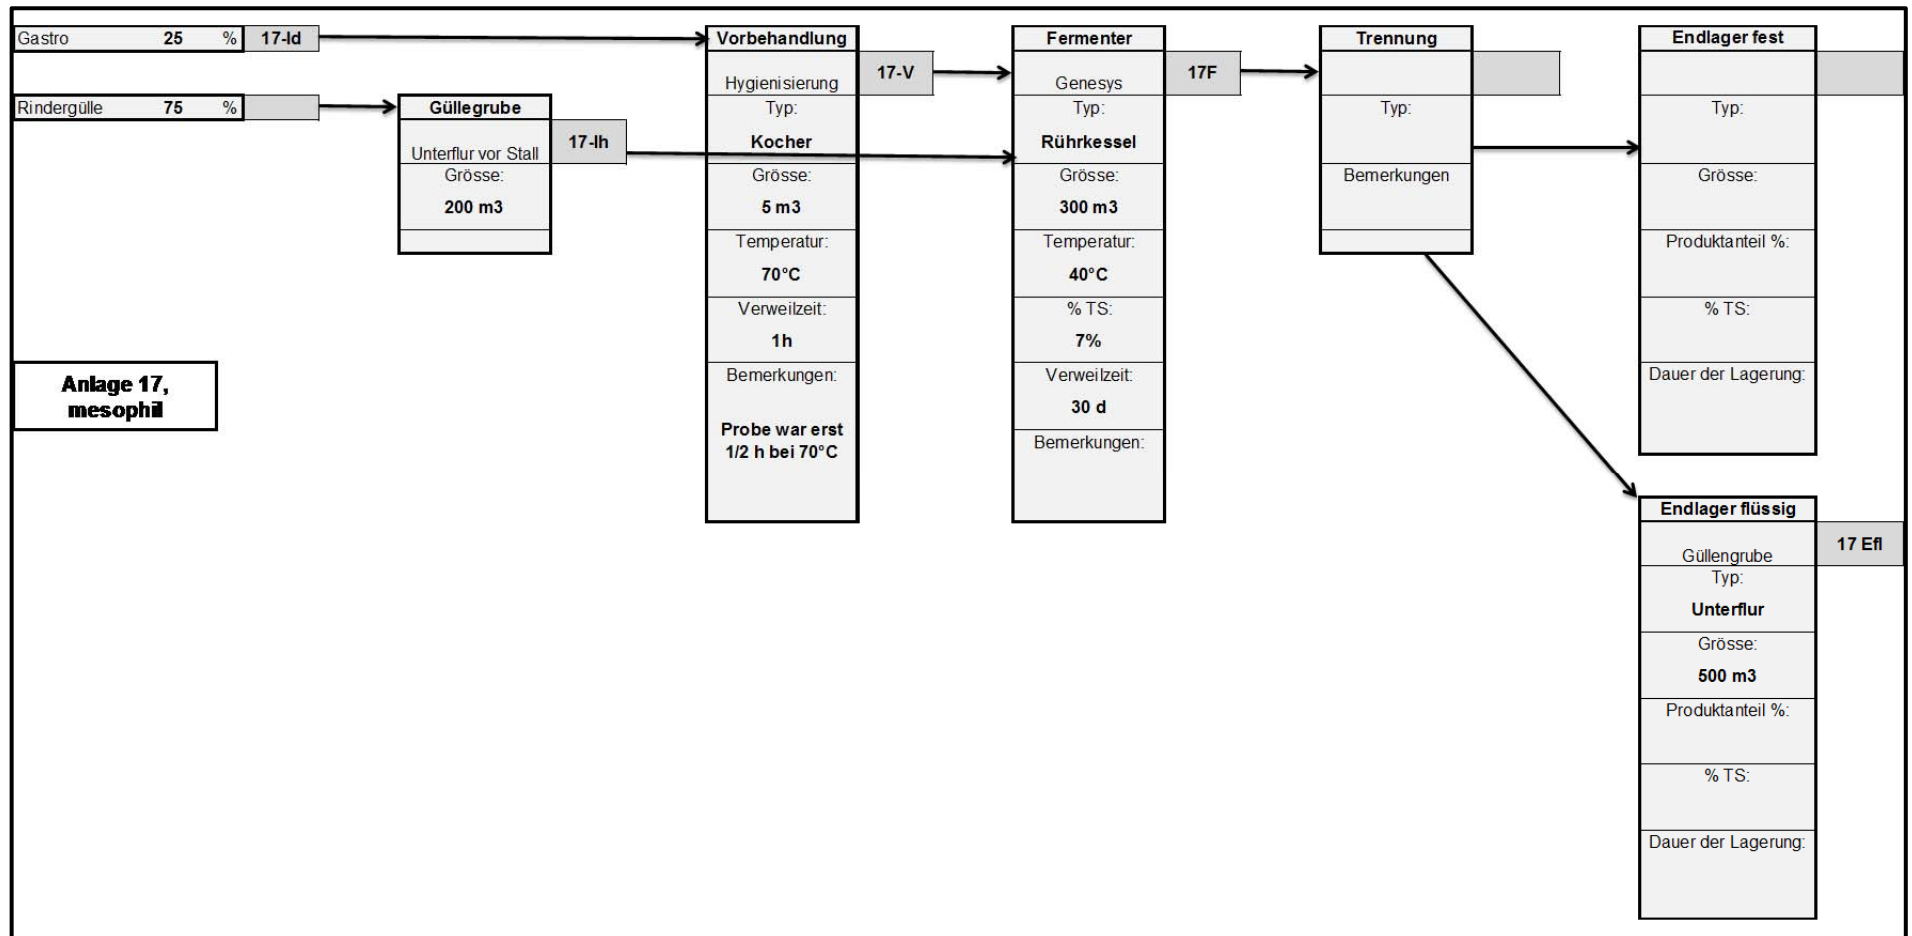 Gastro 25 % 17-Id
Rindergülle 75 %
Güllegrube
Unterflur vor Stall
17-Ih
Grösse:
200 m3
Vorbehandlung
Hygienisierung
17-V
Typ:
Kocher
Grösse:
5 m3
Temperatur:
70°C
Verweilzeit:
1h
Bemerkungen:
Probe war erst
1/2 h bei 70°C
Fermenter
Genesys
17F
Typ:
Rührkessel
Grösse:
300 m3
Temperatur:
40°C
% TS:
7%
Verweilzeit:
30 d
Bemerkungen:
Trennung
Typ:
Bemerkungen
Endlager fest
Typ:
Grösse:
Produktanteil %:
% TS:
Dauer der Lagerung:
Anlage 17,
mesophil
Endlager flüssig
Güllengrube
17 Efl
Typ:
Unterflur
Grösse:
500 m3
Produktanteil %:
% TS:
Dauer der Lagerung: